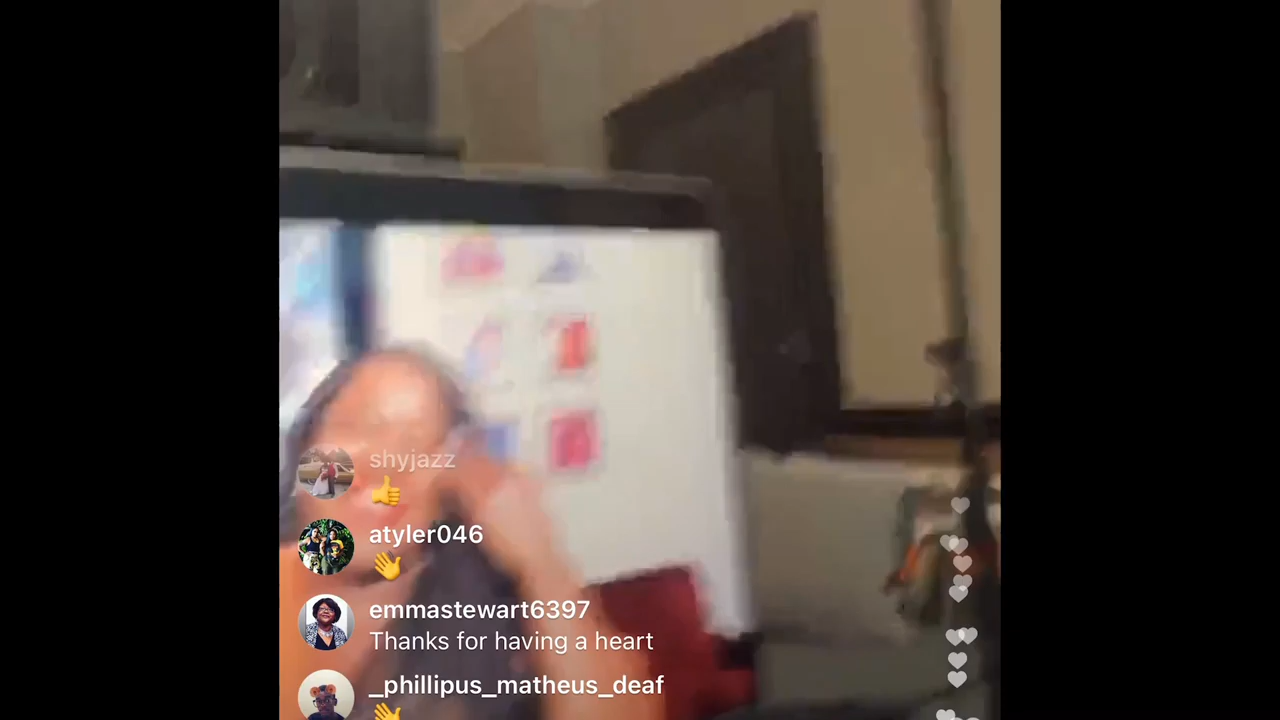 shyjazz
👍
atyler046
👋
emmastewart6397
Thanks for having a heart
_phillipus_matheus_deaf
👋